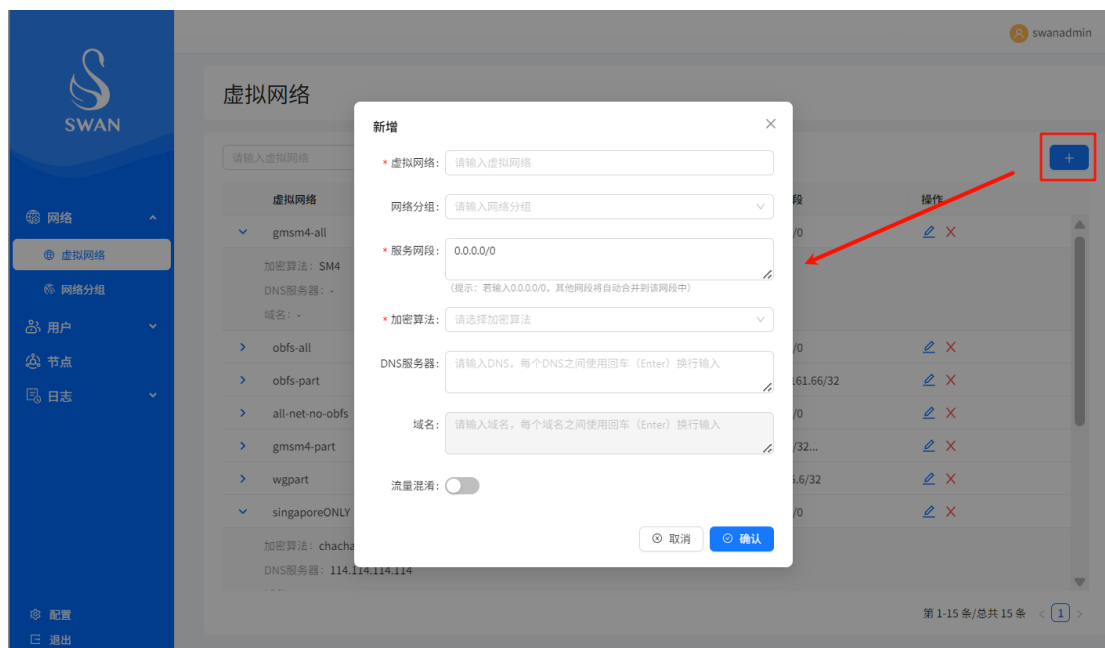 swanadmin
SWAN
虚拟网络
请输入虚拟网络
+
虚拟网络
段
操作
网络
虚拟网络
网络分组
用户
节点
日志
配置
退出
gmsm4-all
/0
加密算法: SM4
DNS服务器: -
域名: -
obfs-all
/0
obfs-part
.161.66/32
all-net-no-obfs
/0
gmsm4-part
/32...
wgpart
5.6/32
singaporeONLY
/0
加密算法: chacha
DNS服务器: 114.114.114.114
第 1-15 条/总共 15 条 < 1 >
新增
* 虚拟网络: 请输入虚拟网络
网络分组: 请输入网络分组
* 服务网段: 0.0.0.0/0
(提示: 若输入0.0.0.0/0, 其他网段将自动合并到该网段中)
* 加密算法: 请选择加密算法
DNS服务器: 请输入DNS, 每个DNS之间使用回车 (Enter) 换行输入
域名: 请输入域名, 每个域名之间使用回车 (Enter) 换行输入
流量混淆:
取消
确认